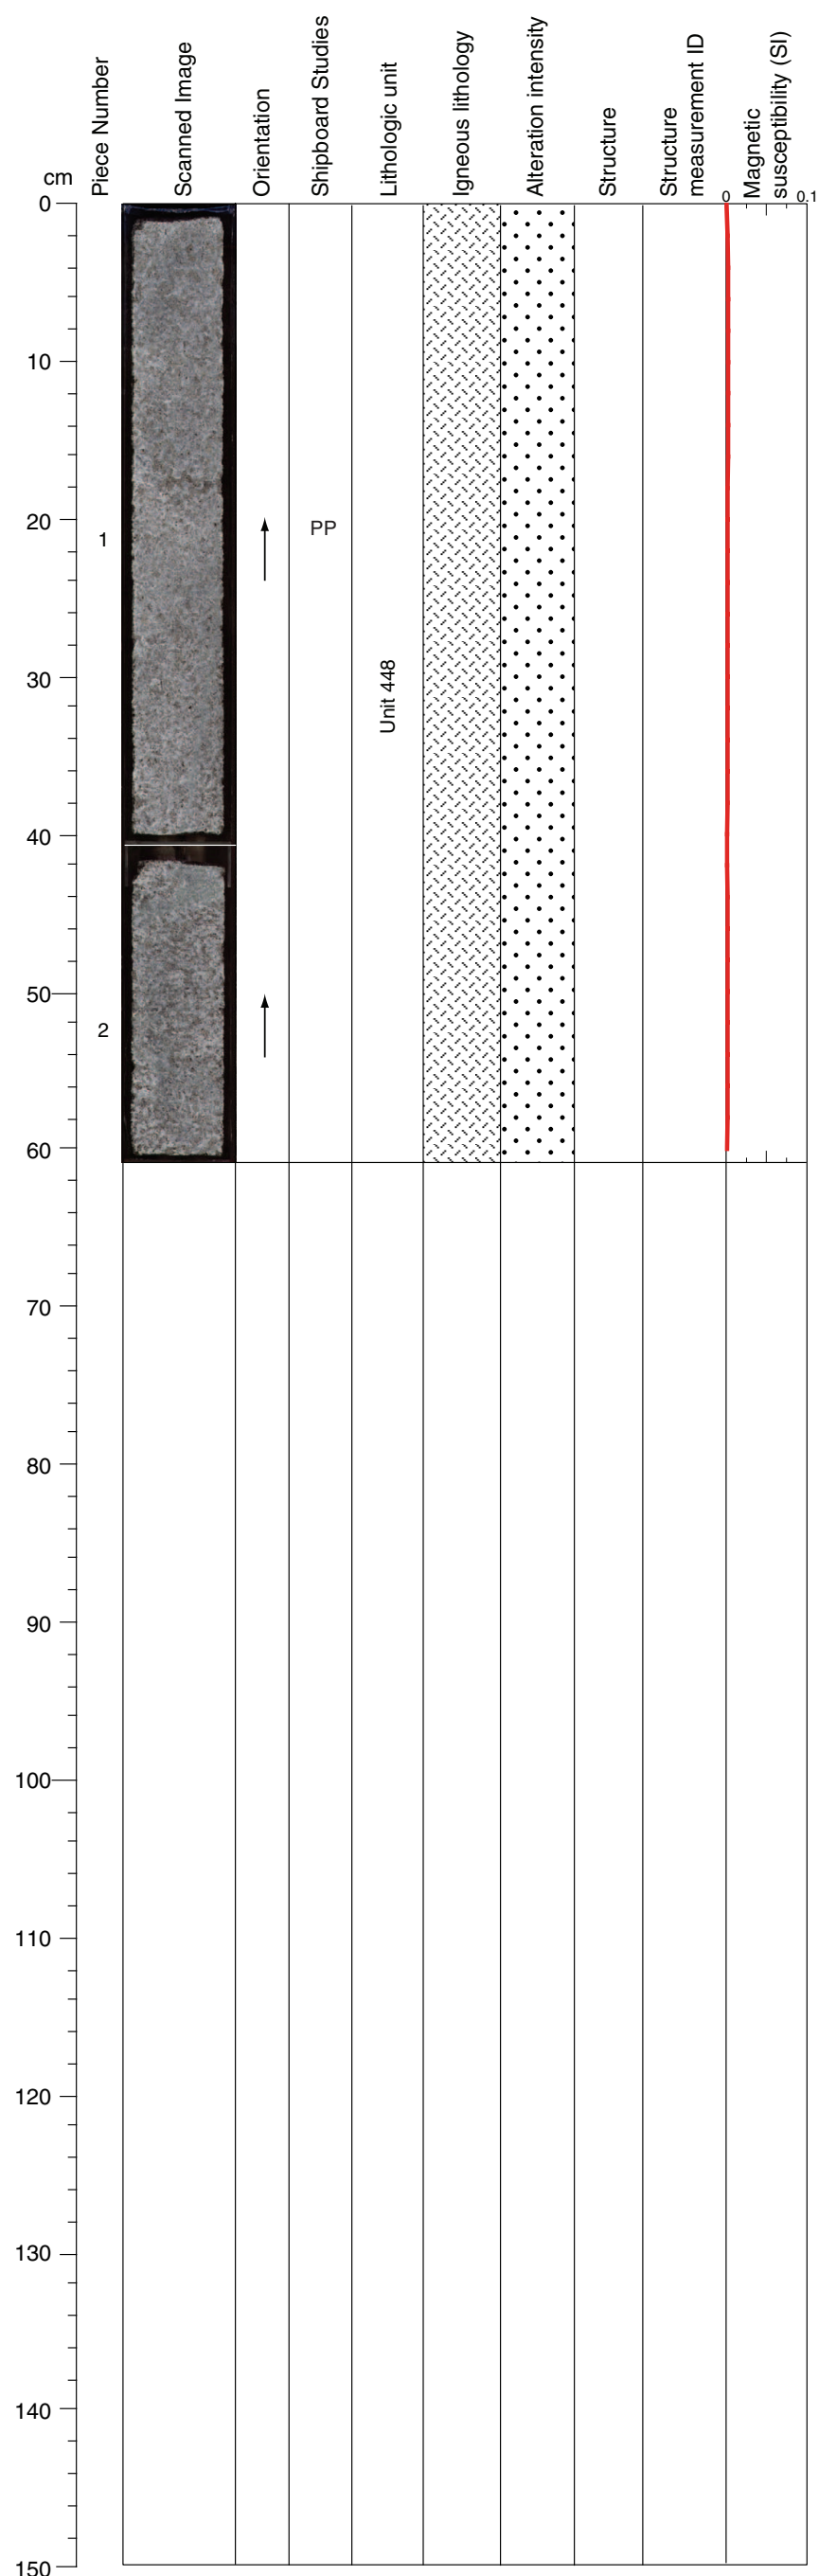 cm
Piece Number
Scanned Image
Orientation
Shipboard Studies
Lithologic unit
Igneous lithology
Alteration intensity
Structure
Structure
measurement ID
Magnetic
susceptibility (SI)
0 0.1
0
10
20
PP
1
30
Unit 448
40
50
2
60
70
80
90
100
110
120
130
140
150